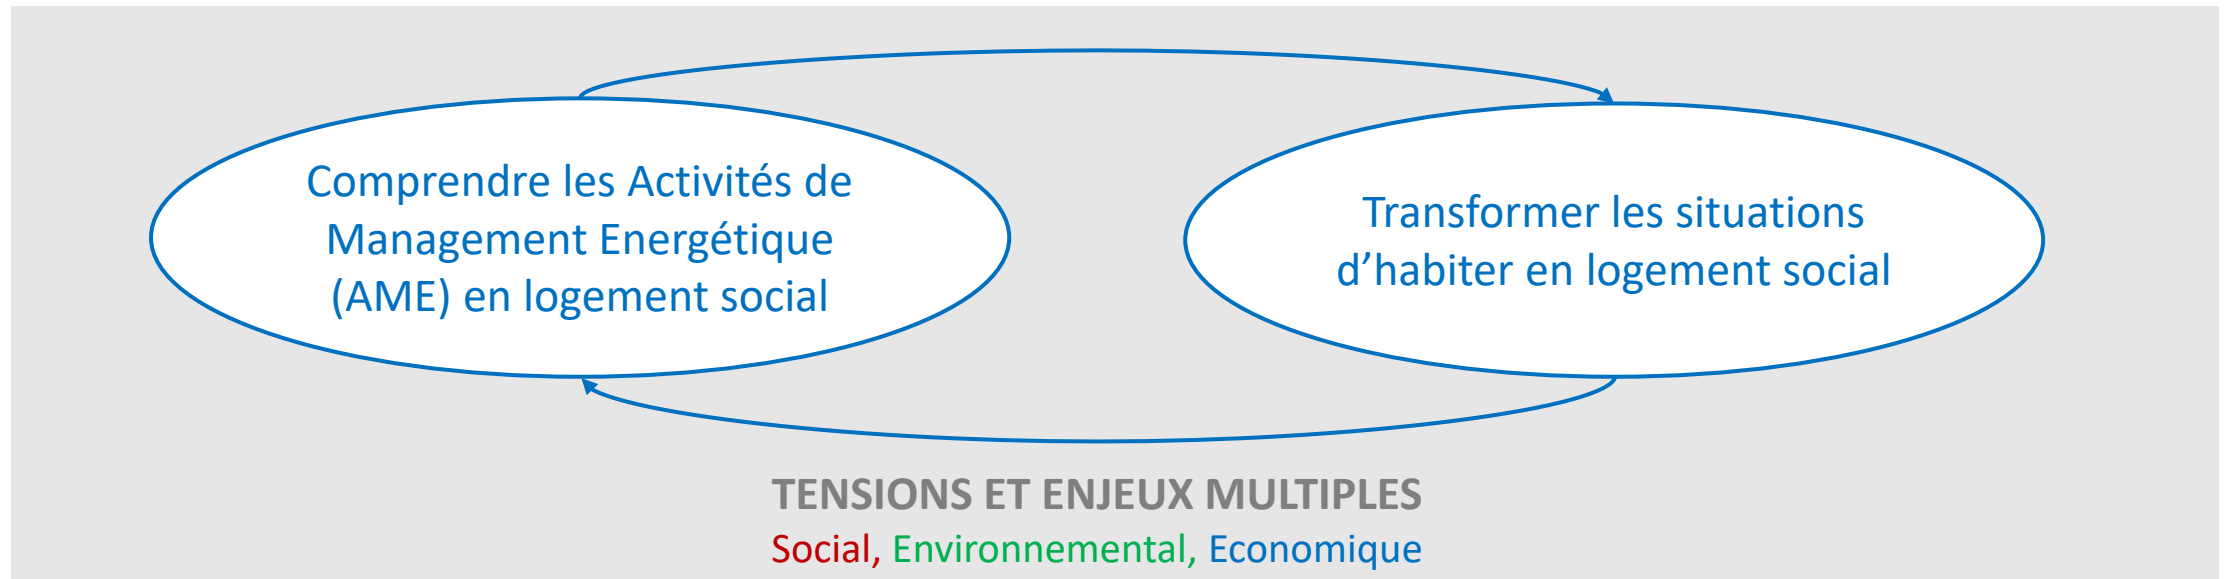 Comprendre les Activités de
Management Energétique
(AME) en logement social
Transformer les situations
d’habiter en logement social
TENSIONS ET ENJEUX MULTIPLES
Social, Environnemental, Economique